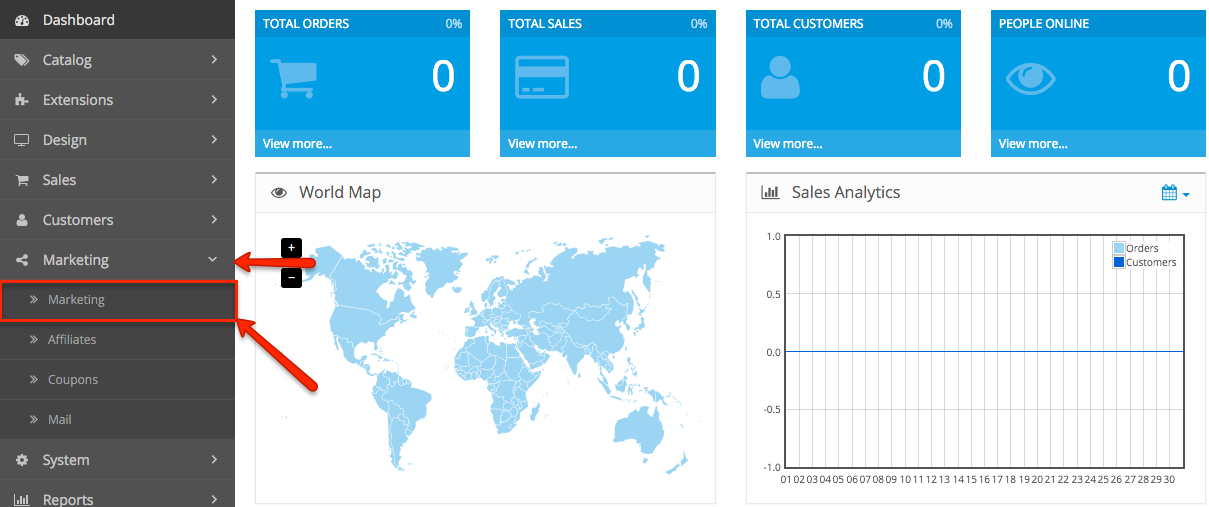 Dashboard
Catalog
Extensions
Design
Sales
Customers
Marketing
Marketing
Affiliates
Coupons
Mail
System
Reports
TOTAL ORDERS 0%
0
View more...
TOTAL SALES 0%
0
View more...
TOTAL CUSTOMERS 0%
0
View more...
PEOPLE ONLINE
0
View more...
World Map
+
−
Sales Analytics
Orders
Customers
1.0
0.5
0.0
-0.5
-1.0
01 02 03 04 05 06 07 08 09 10 11 12 13 14 15 16 17 18 19 20 21 22 23 24 25 26 27 28 29 30